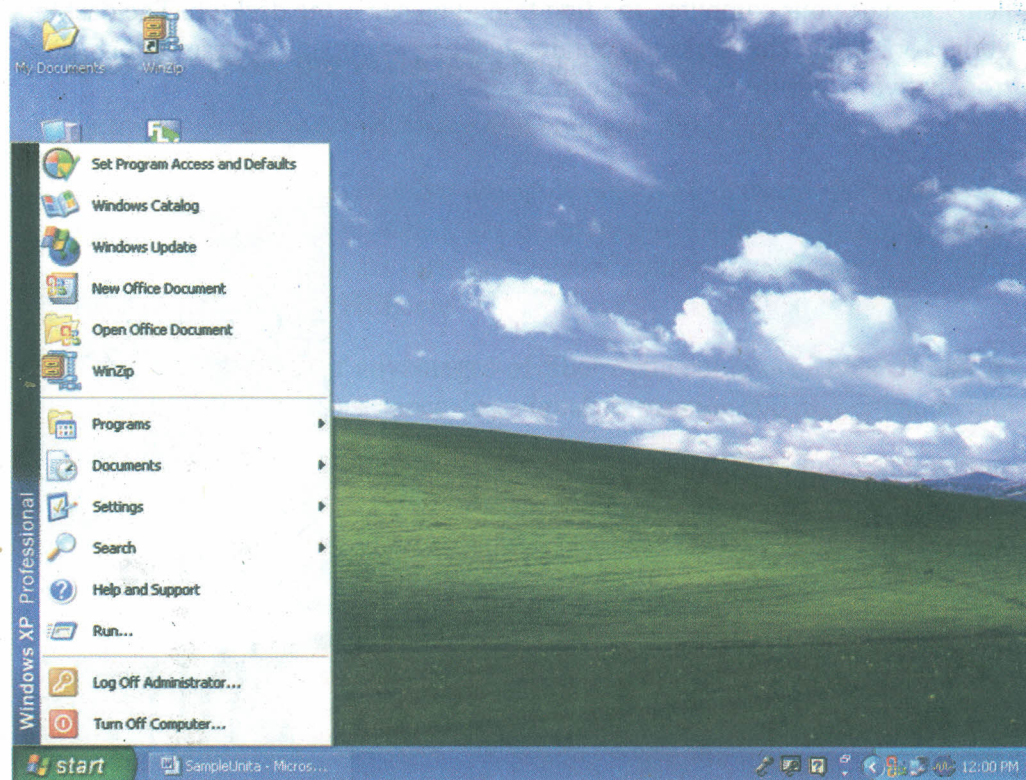 My Documents
WinZip
Set Program Access and Defaults
Windows Catalog
Windows Update
New Office Document
Open Office Document
WinZip
Programs
Documents
Settings
Search
Help and Support
Run...
Log Off Administrator...
Turn Off Computer...
Windows XP Professional
start
SampleUnita - Micros...
12:00 PM